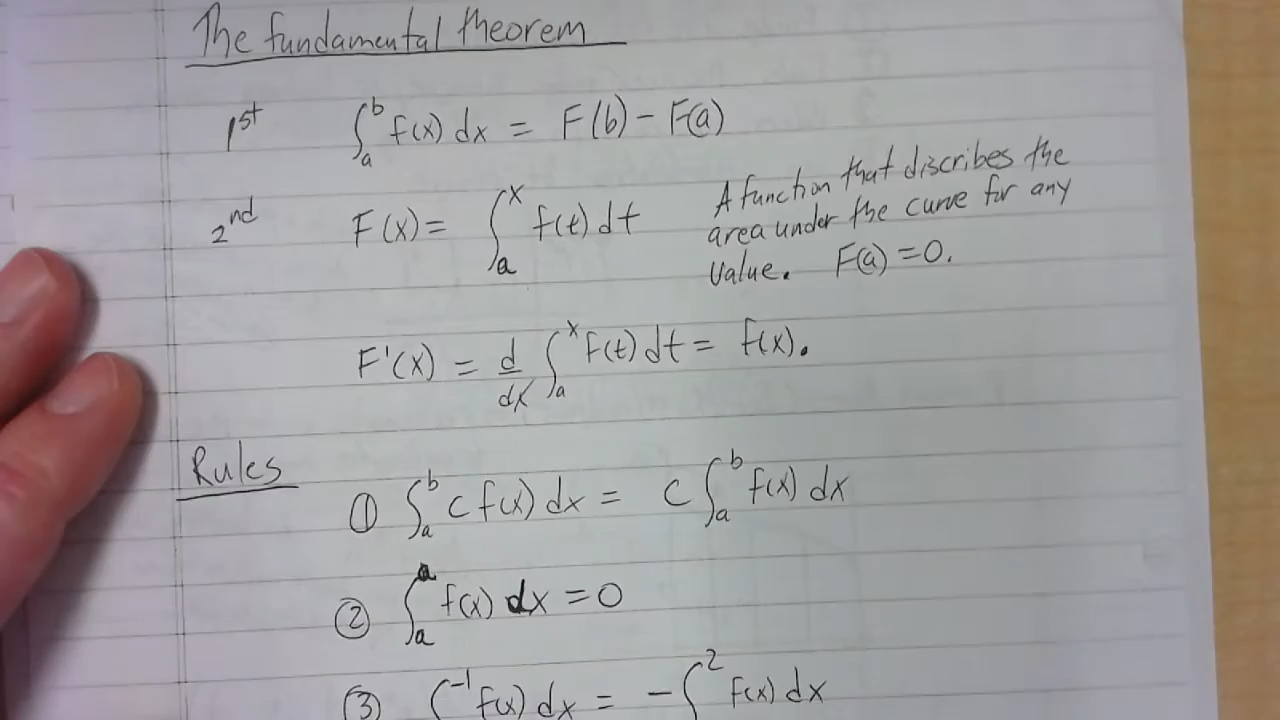 The fundamental theorem
1st ∫_a^b f(x) dx = F(b) - F(a)
2nd F(x) = ∫_a^x f(t) dt
A function that discribes the
area under the curve for any
value. F(a) = 0.
F'(x) = d/dx ∫_a^x f(t) dt = f(x).
Rules
① ∫_a^b c f(x) dx = c ∫_a^b f(x) dx
② ∫_a^a f(x) dx = 0
③ ∫^-1 f(x) dx = - ∫^2 f(x) dx